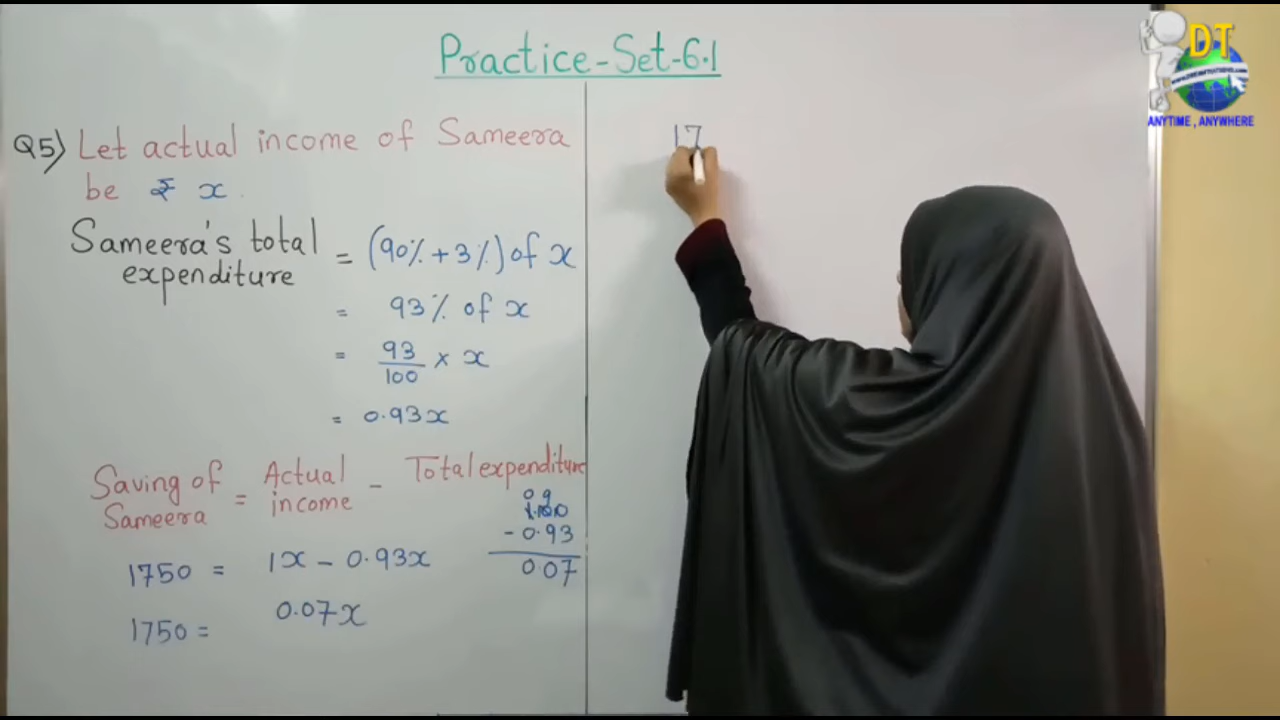 Practice-Set-6.1
Q5) Let actual income of Sameera
be ₹ x.
Sameera's total
expenditure
= (90% + 3%) of x
= 93% of x
= 93/100 × x
= 0.93x
Saving of Sameera = Actual income - Total expenditure
1750 = 1x - 0.93x
1750 = 0.07x
0 9
1.00
- 0.93
0.07
17
DT
ANYTIME , ANYWHERE